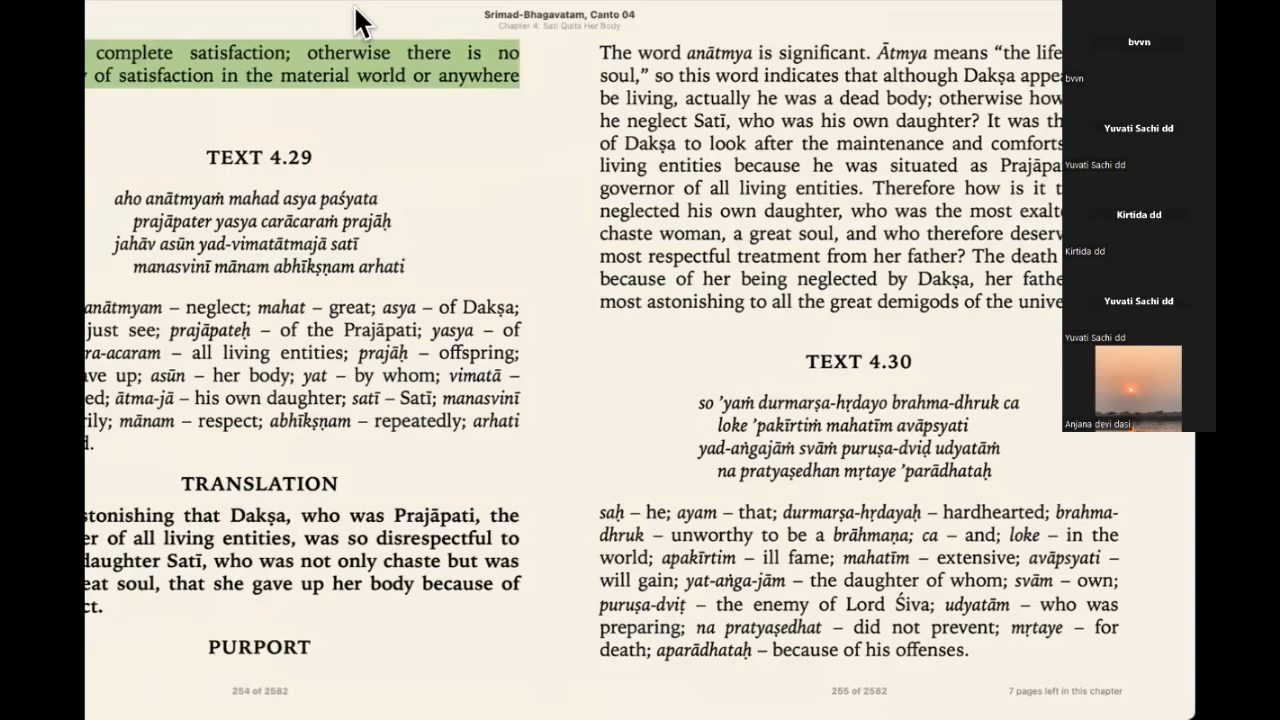 Srimad-Bhagavatam, Canto 04
Chapter 4: Sati Quits Her Body
complete satisfaction; otherwise there is no
of satisfaction in the material world or anywhere
TEXT 4.29
aho anātmyaṁ mahad asya paśyata
prajāpater yasya carācaraṁ prajāḥ
jahāv asūn yad-vimatātmajā satī
manasvinī mānam abhīkṣṇam arhati
anātmyam – neglect; mahat – great; asya – of Dakṣa;
just see; prajāpateḥ – of the Prajāpati; yasya – of
ra-acaram – all living entities; prajāḥ – offspring;
ve up; asūn – her body; yat – by whom; vimatā –
ed; ātma-jā – his own daughter; satī – Satī; manasvinī
rily; mānam – respect; abhīkṣṇam – repeatedly; arhati
d.
TRANSLATION
stonishing that Dakṣa, who was Prajāpati, the
er of all living entities, was so disrespectful to
daughter Satī, who was not only chaste but was
eat soul, that she gave up her body because of
ct.
PURPORT
254 of 2582
The word anātmya is significant. Ātmya means “the life
soul,” so this word indicates that although Dakṣa appe
be living, actually he was a dead body; otherwise how
he neglect Satī, who was his own daughter? It was th
of Dakṣa to look after the maintenance and comforts
living entities because he was situated as Prajāpa
governor of all living entities. Therefore how is it t
neglected his own daughter, who was the most exalt
chaste woman, a great soul, and who therefore deserv
most respectful treatment from her father? The death
because of her being neglected by Dakṣa, her fathe
most astonishing to all the great demigods of the unive
TEXT 4.30
so ’yaṁ durmarṣa-hṛdayo brahma-dhruk ca
loke ’pakīrtiṁ mahatīm avāpsyati
yad-aṅgajāṁ svāṁ puruṣa-dviḍ udyatāṁ
na pratyaṣedhan mṛtaye ’parādhataḥ
saḥ – he; ayam – that; durmarṣa-hṛdayaḥ – hardhearted; brahma-
dhruk – unworthy to be a brāhmaṇa; ca – and; loke – in the
world; apakīrtim – ill fame; mahatīm – extensive; avāpsyati –
will gain; yat-aṅga-jām – the daughter of whom; svām – own;
puruṣa-dviṭ – the enemy of Lord Śiva; udyatām – who was
preparing; na pratyaṣedhat – did not prevent; mṛtaye – for
death; aparādhataḥ – because of his offenses.
255 of 2582
7 pages left in this chapter
bvvn
bvvn
Yuvati Sachi dd
Yuvati Sachi dd
Kirtida dd
Kirtida dd
Yuvati Sachi dd
Yuvati Sachi dd
Anjana devi dasi